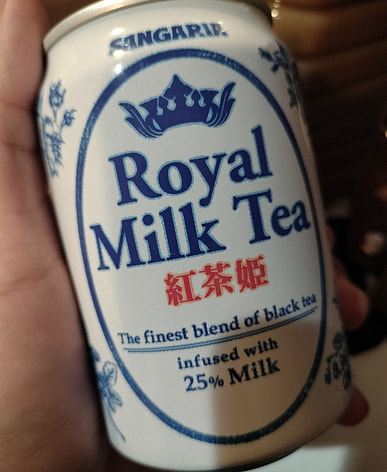 SANGARIA
Royal
Milk Tea
紅茶姫
The finest blend of black tea
infused with
25% Milk